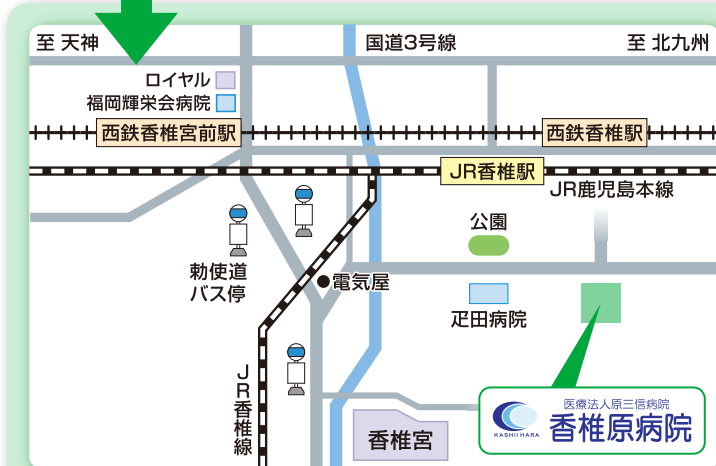 至 天神
国道3号線
至 北九州
ロイヤル
福岡輝栄会病院
西鉄香椎宮前駅
西鉄香椎駅
JR香椎駅
JR鹿児島本線
公園
勅使道
バス停
電気屋
疋田病院
JR香椎線
香椎宮
医療法人原三信病院
香椎原病院
KASHII HARA